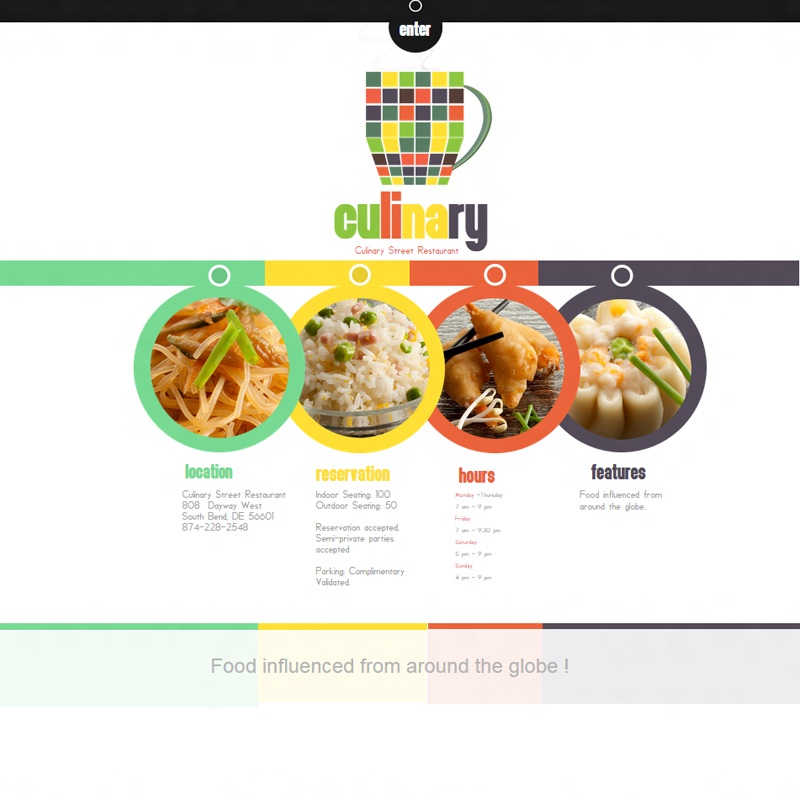 enter
culinary
Culinary Street Restaurant
location
Culinary Street Restaurant
808 Dayway West
South Bend, DE 56601
874-228-2548
reservation
Indoor Seating: 100
Outdoor Seating: 50
Reservation accepted.
Semi-private parties
accepted
Parking: Complimentary
Validated.
hours
Monday -Thursday
7 am - 9 pm
Friday
7 am - 9:30 pm
Saturday
5 pm - 9 pm
Sunday
4 pm - 9 pm
features
Food influenced from
around the globe.
Food influenced from around the globe !